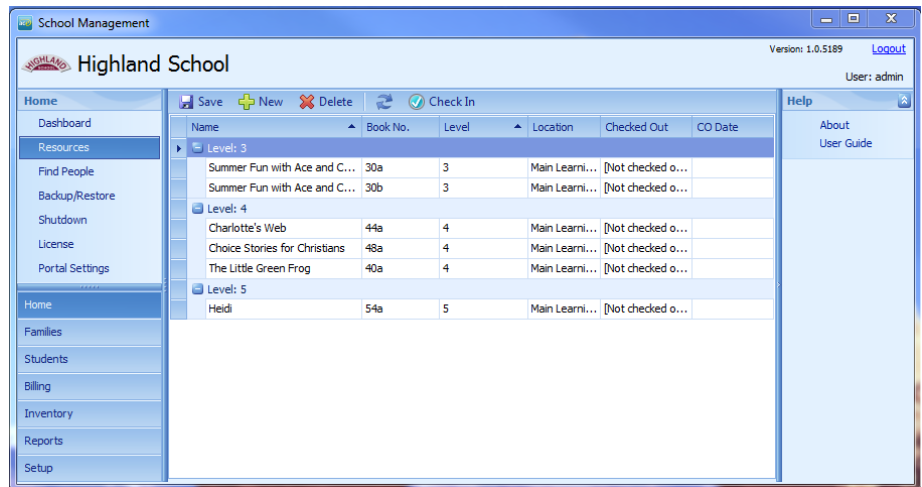 School Management
HIGHLAND Highland School
Version: 1.0.5189 Logout
User: admin
Home
Dashboard
Resources
Find People
Backup/Restore
Shutdown
License
Portal Settings
Home
Families
Students
Billing
Inventory
Reports
Setup
Save New Delete Check In
Name Book No. Level Location Checked Out CO Date
Level: 3
Summer Fun with Ace and C... 30a 3 Main Learni... [Not checked o...
Summer Fun with Ace and C... 30b 3 Main Learni... [Not checked o...
Level: 4
Charlotte's Web 44a 4 Main Learni... [Not checked o...
Choice Stories for Christians 48a 4 Main Learni... [Not checked o...
The Little Green Frog 40a 4 Main Learni... [Not checked o...
Level: 5
Heidi 54a 5 Main Learni... [Not checked o...
Help
About
User Guide